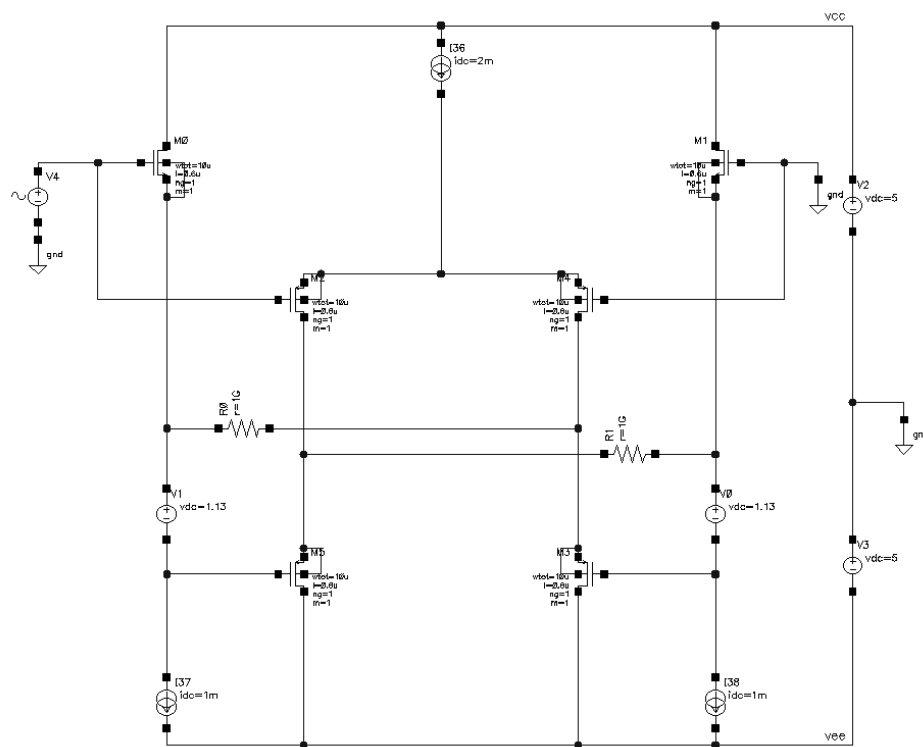 vcc
I36
idc=2m
M0
wtot=10u
l=0.6u
ng=1
m=1
M1
wtot=10u
l=0.6u
ng=1
m=1
V4
gnd
gnd
V2
vdc=5
M2
wtot=10u
l=0.6u
ng=1
m=1
M4
wtot=10u
l=0.6u
ng=1
m=1
R0
r=1G
R1
r=1G
gn
V1
vdc=1.13
V0
vdc=1.13
M5
wtot=10u
l=0.6u
ng=1
m=1
M3
wtot=10u
l=0.6u
ng=1
m=1
V3
vdc=5
I37
idc=1m
I38
idc=1m
vee